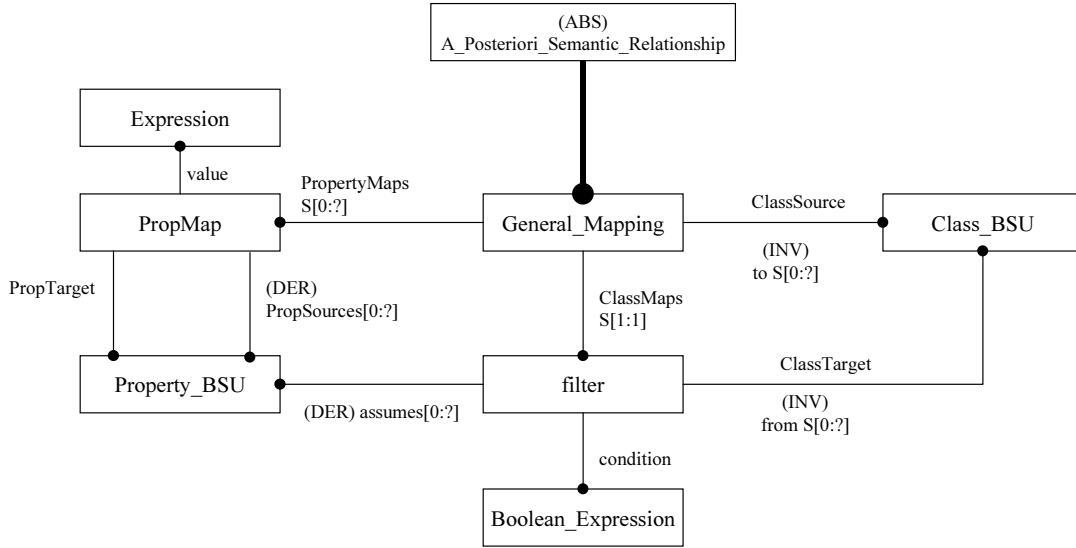 (ABS)
A_Posteriori_Semantic_Relationship
Expression
value
PropertyMaps
S[0:?]
ClassSource
PropMap
General_Mapping
Class_BSU
(INV)
to S[0:?]
PropTarget
(DER)
PropSources[0:?]
ClassMaps
S[1:1]
Property_BSU
filter
ClassTarget
(DER) assumes[0:?]
(INV)
from S[0:?]
condition
Boolean_Expression